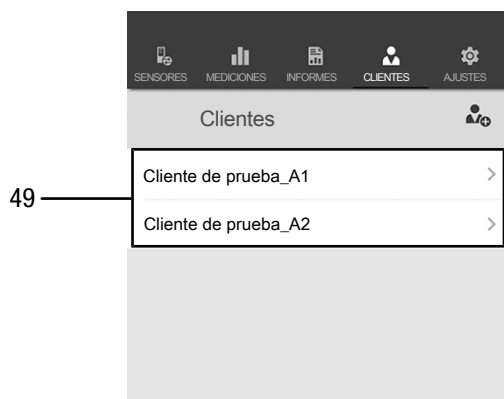 SENSORES MEDICIONES INFORMES CLIENTES AJUSTES
Clientes
Cliente de prueba_A1
49
Cliente de prueba_A2